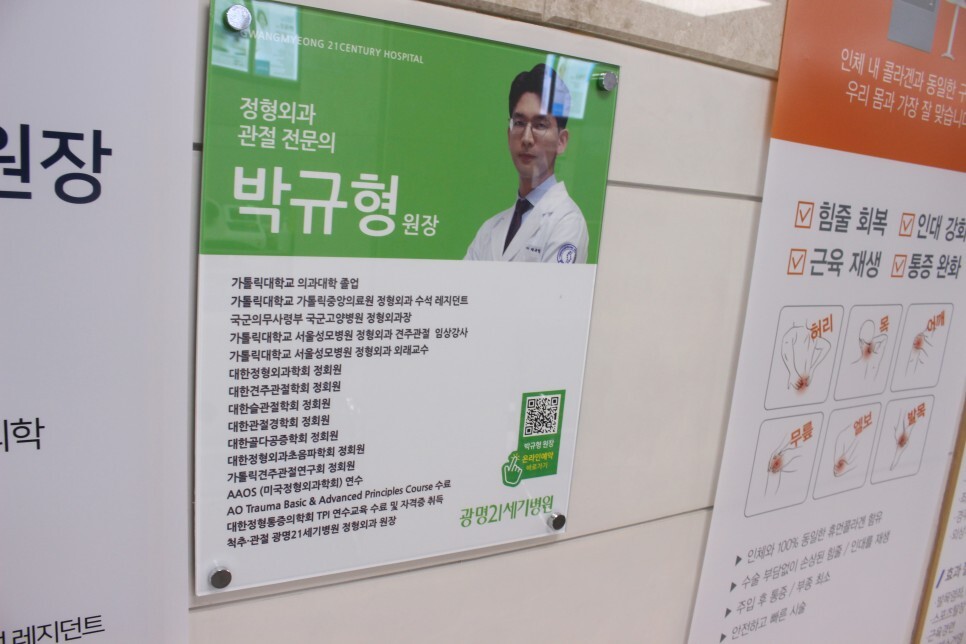 원장
레지던트
GWANGMYEONG 21CENTURY HOSPITAL
정형외과
관절 전문의
박규형 원장
가톨릭대학교 의과대학 졸업
가톨릭대학교 가톨릭중앙의료원 정형외과 수석 레지던트
국군의무사령부 국군고양병원 정형외과장
가톨릭대학교 서울성모병원 정형외과 견주관절 임상강사
가톨릭대학교 서울성모병원 정형외과 외래교수
대한정형외과학회 정회원
대한견주관절학회 정회원
대한슬관절학회 정회원
대한관절경학회 정회원
대한골다공증학회 정회원
대한정형외과초음파학회 정회원
가톨릭견주관절연구회 정회원
AAOS (미국정형외과학회) 연수
AO Trauma Basic & Advanced Principles Course 수료
대한정형통증의학회 TPI 연수교육 수료 및 자격증 취득
척추·관절 광명21세기병원 정형외과 원장
박규형 원장
온라인예약
바로가기
광명21세기병원
인체 내 콜라겐과 동일한
우리 몸과 가장 잘 맞습니다
힘줄 회복
인대 강화
근육 재생
통증 완화
허리
목
어깨
무릎
엘보
발목
▶ 인체와 100% 동일한 휴먼콜라겐 함유
▶ 수술 부담없이 손상된 힘줄 / 인대를 재생
▶ 주입 후 통증 / 부종 최소
▶ 안전하고 빠른 시술